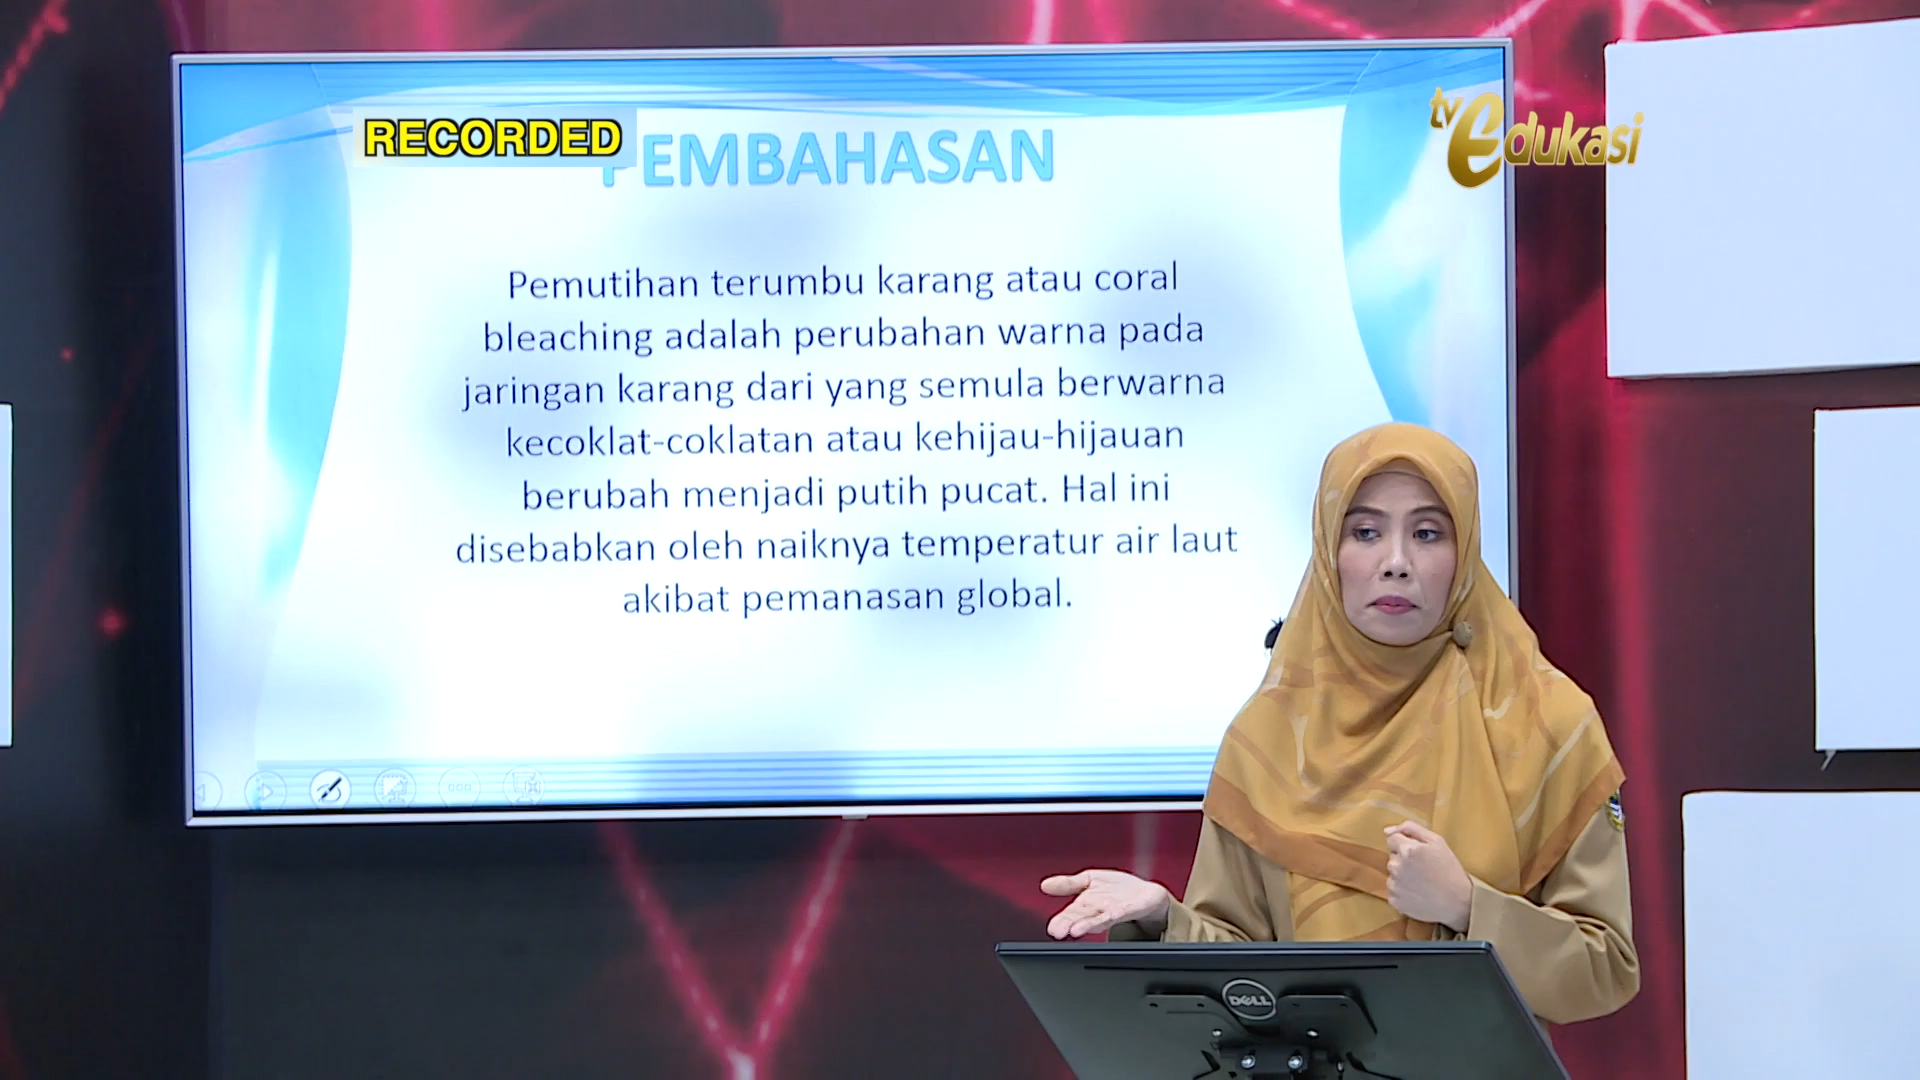 RECORDED
PEMBAHASAN
tv Edukasi
Pemutihan terumbu karang atau coral
bleaching adalah perubahan warna pada
jaringan karang dari yang semula berwarna
kecoklat-coklatan atau kehijau-hijauan
berubah menjadi putih pucat. Hal ini
disebabkan oleh naiknya temperatur air laut
akibat pemanasan global.
DELL